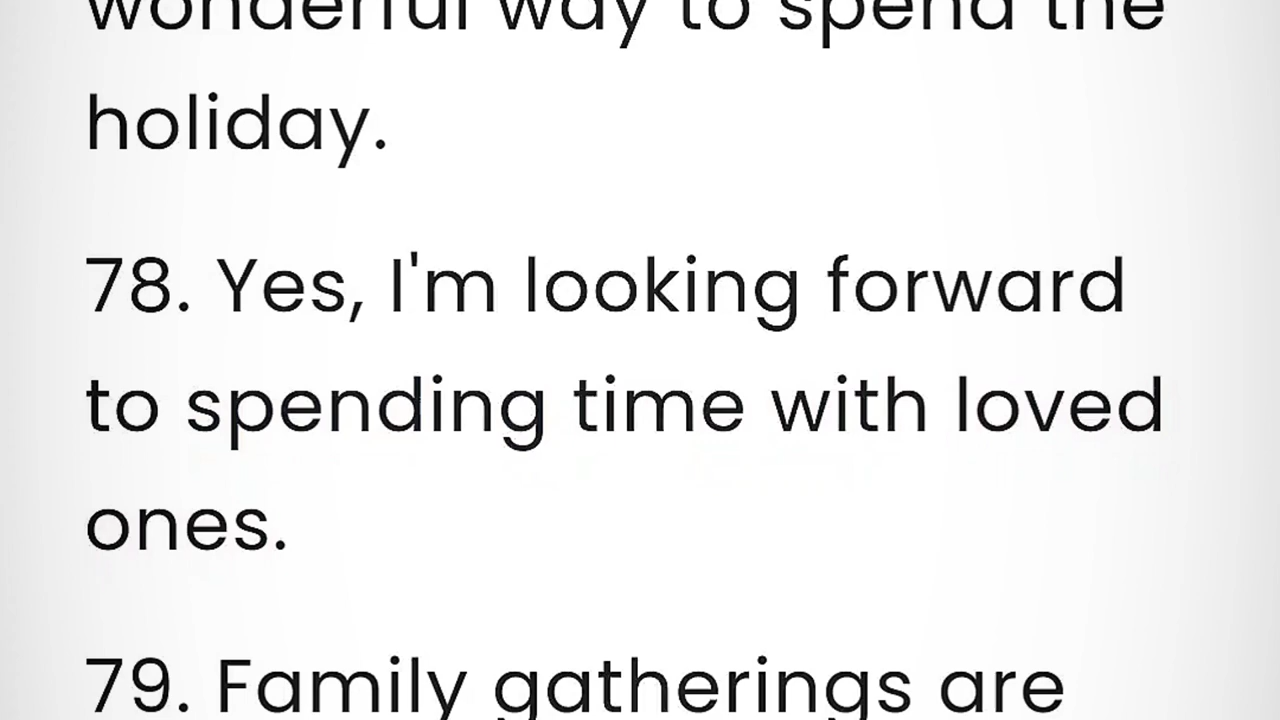 wonderful way to spend the
holiday.
78. Yes, I'm looking forward
to spending time with loved
ones.
79. Family gatherings are